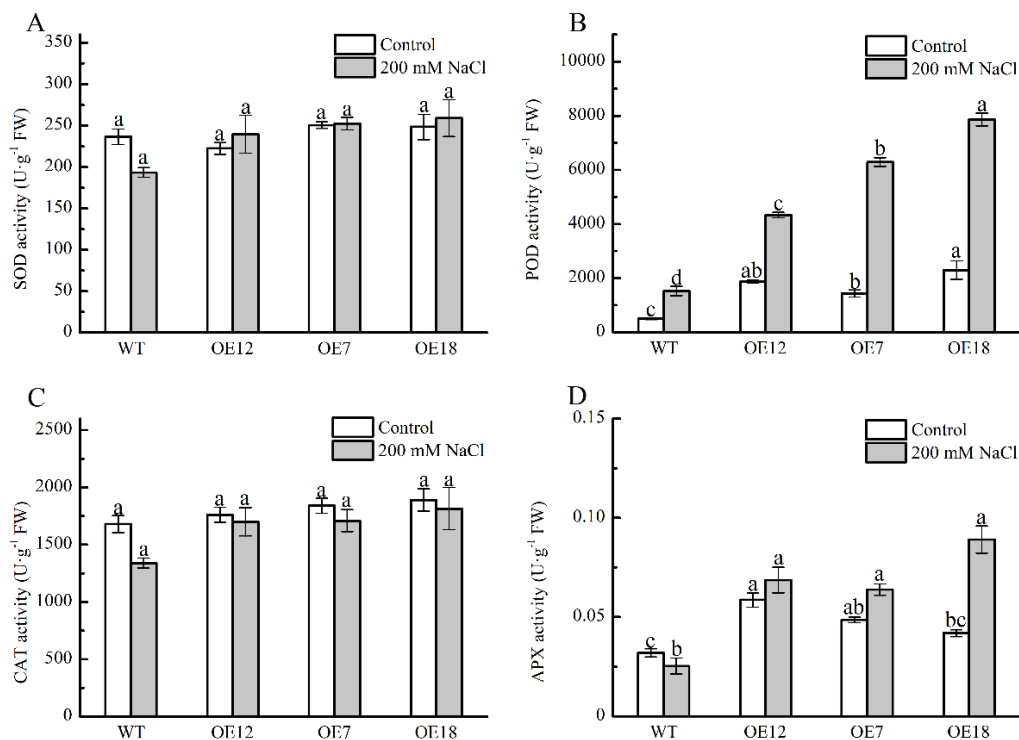 A
Control
200 mM NaCl
350
300
250
200
150
100
50
0
SOD activity (U·g⁻¹ FW)
a a a a a a a a
WT OE12 OE7 OE18
B
Control
200 mM NaCl
10000
8000
6000
4000
2000
0
POD activity (U·g⁻¹ FW)
c d ab c b b a a
WT OE12 OE7 OE18
C
Control
200 mM NaCl
2500
2000
1500
1000
500
0
CAT activity (U·g⁻¹ FW)
a a a a a a a a
WT OE12 OE7 OE18
D
Control
200 mM NaCl
0.15
0.10
0.05
0
APX activity (U·g⁻¹ FW)
c b a a ab a bc a
WT OE12 OE7 OE18